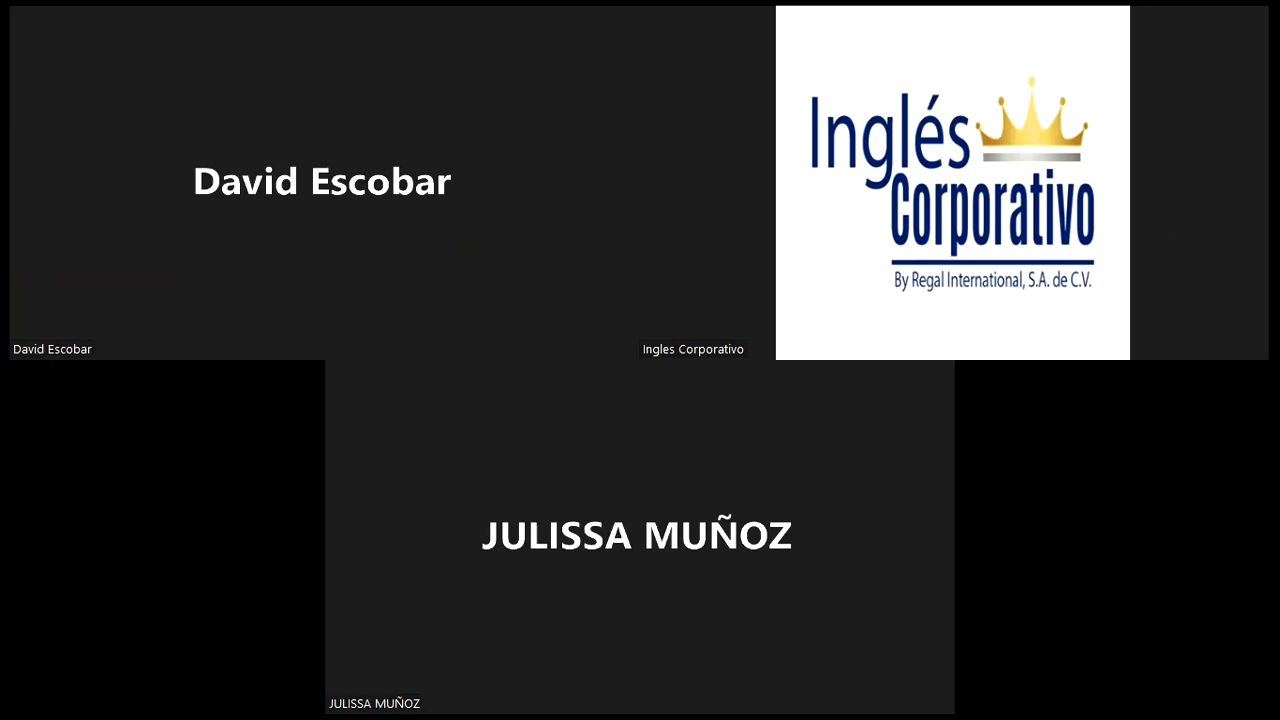 David Escobar
David Escobar
Inglés
Corporativo
By Regal International, S.A. de C.V.
Ingles Corporativo
JULISSA MUÑOZ
JULISSA MUÑOZ